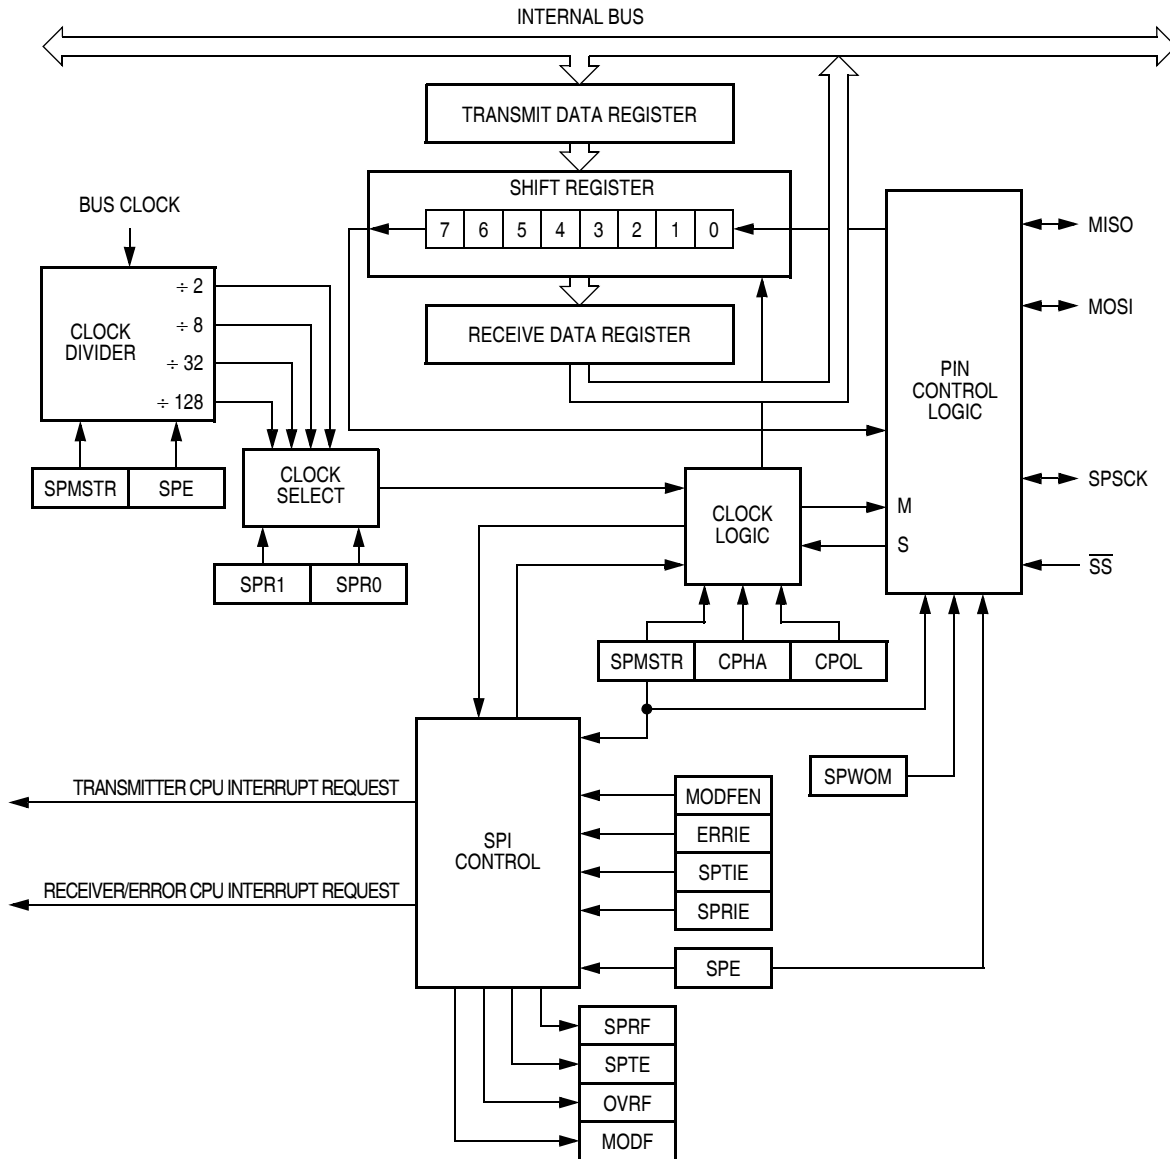 INTERNAL BUS
TRANSMIT DATA REGISTER
SHIFT REGISTER
7 6 5 4 3 2 1 0
RECEIVE DATA REGISTER
BUS CLOCK
CLOCK
DIVIDER
÷ 2
÷ 8
÷ 32
÷ 128
SPMSTR SPE
CLOCK
SELECT
SPR1 SPR0
CLOCK
LOGIC
SPMSTR CPHA CPOL
PIN
CONTROL
LOGIC
M
S
MISO
MOSI
SPSCK
SS
SPWOM
TRANSMITTER CPU INTERRUPT REQUEST
RECEIVER/ERROR CPU INTERRUPT REQUEST
SPI
CONTROL
MODFEN
ERRIE
SPTIE
SPRIE
SPE
SPRF
SPTE
OVRF
MODF